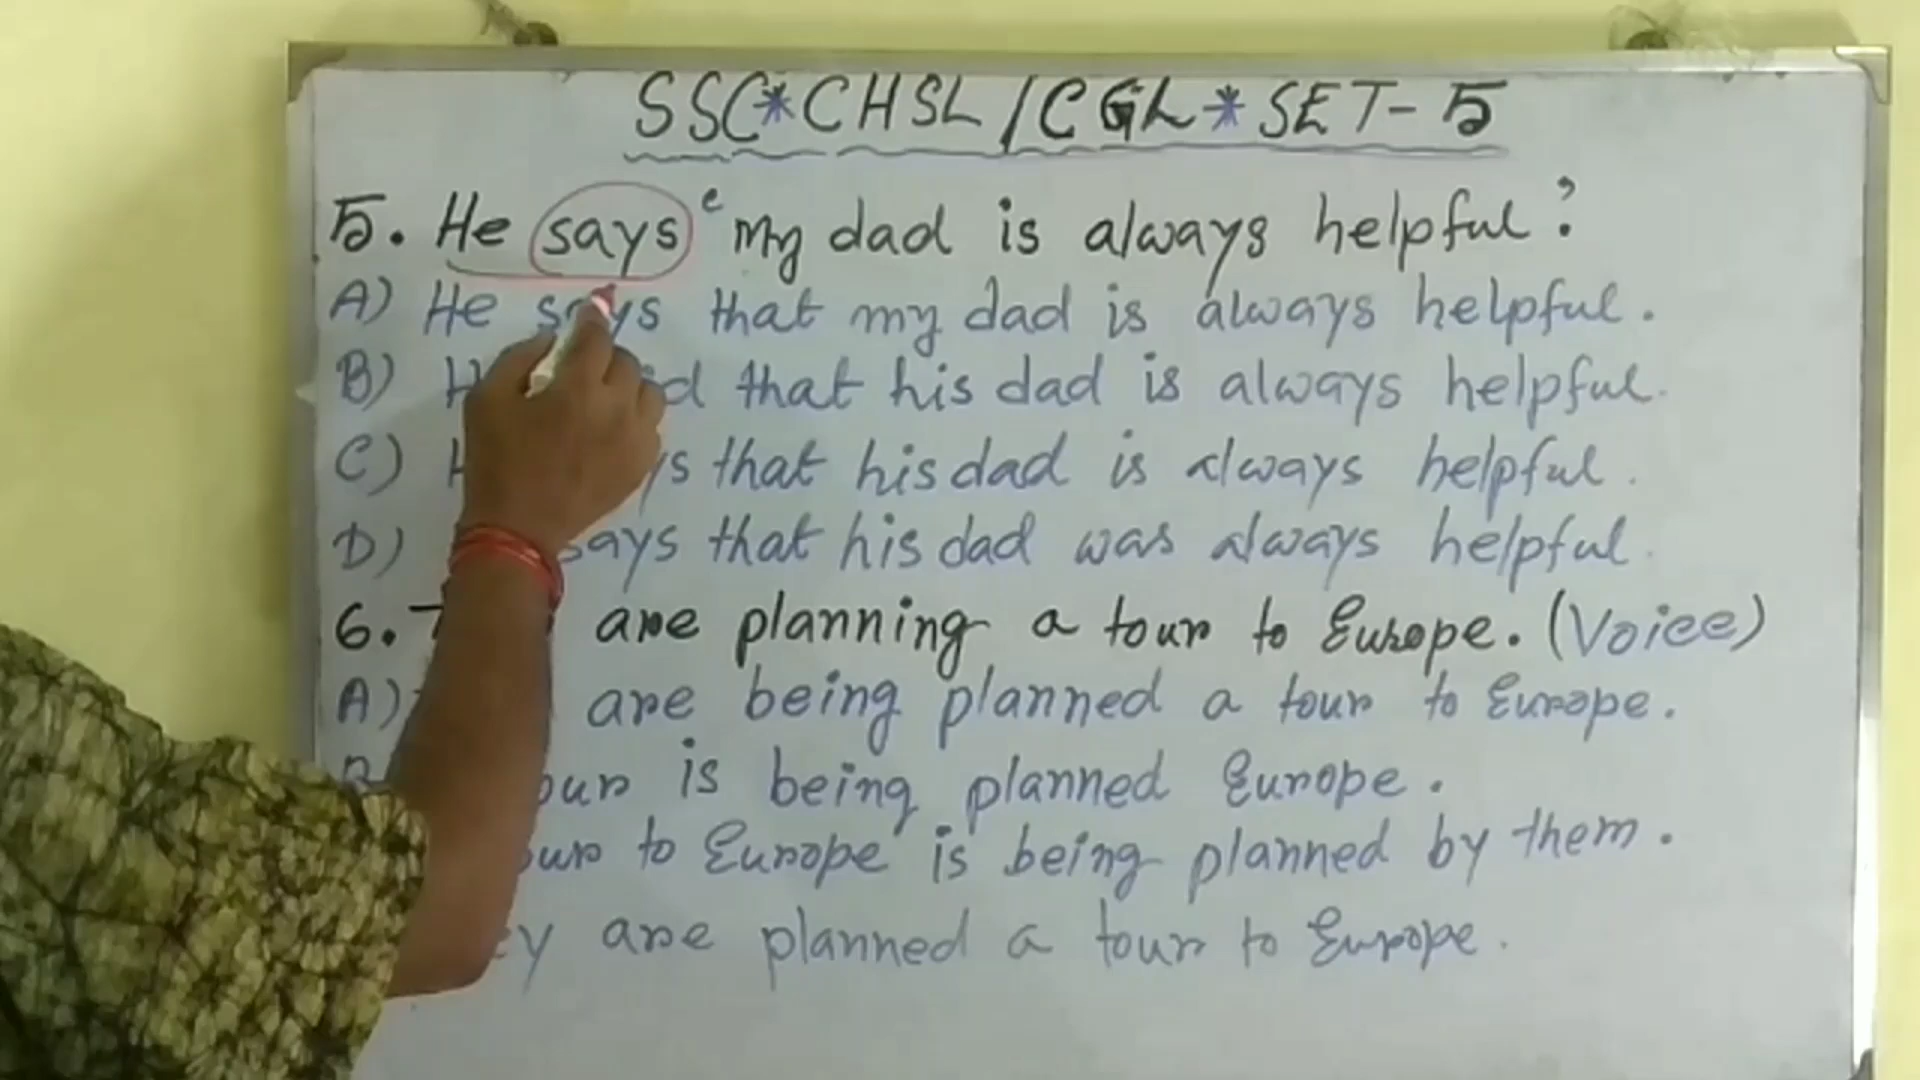 SSC*CHSL/CGL*SET-5
5. He says ‘my dad is always helpful.’
A) He says that my dad is always helpful.
B) that his dad is always helpful.
C) that his dad is always helpful.
D) says that his dad was always helpful.
6. are planning a tour to Europe. (Voice)
A) are being planned a tour to Europe.
is being planned Europe.
to Europe is being planned by them.
are planned a tour to Europe.